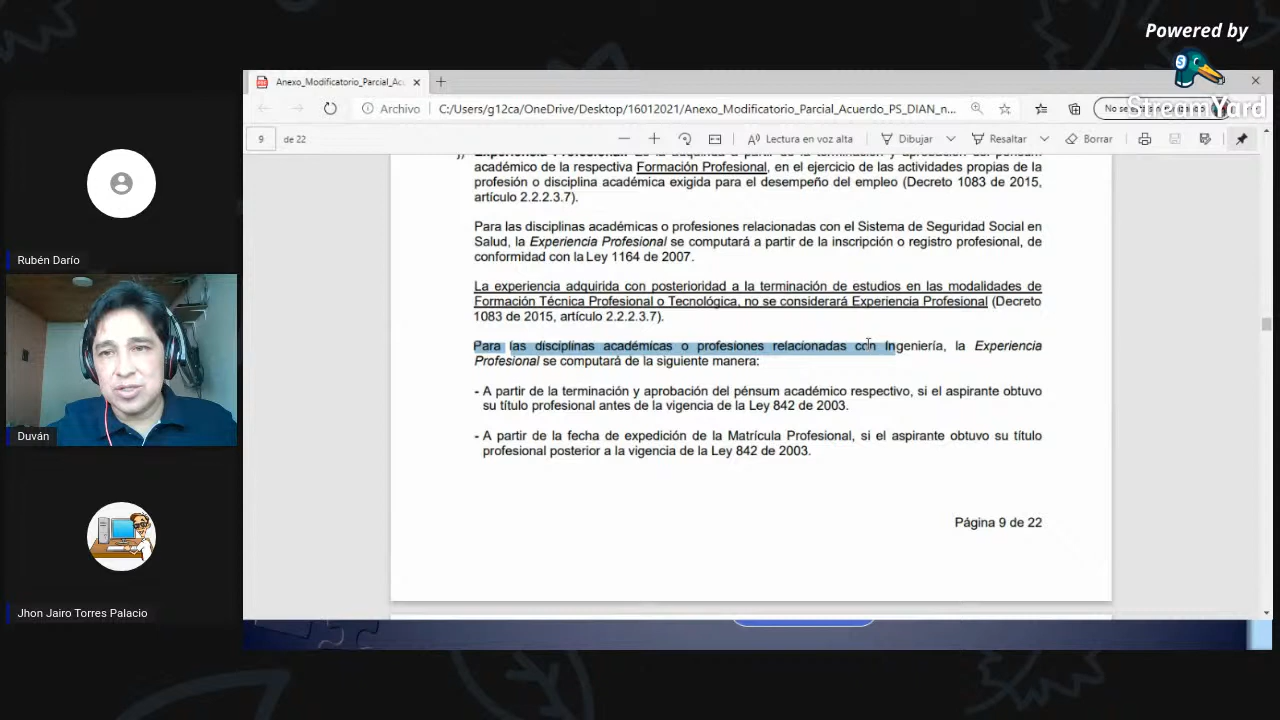 Powered by
StreamYard
Anexo_Modificatorio_Parcial_Ac
Archivo
C:/Users/g12ca/OneDrive/Desktop/16012021/Anexo_Modificatorio_Parcial_Acuerdo_PS_DIAN_n...
9
de 22
Lectura en voz alta
Dibujar
Resaltar
Borrar
académico de la respectiva Formación Profesional, en el ejercicio de las actividades propias de la
profesión o disciplina académica exigida para el desempeño del empleo (Decreto 1083 de 2015,
artículo 2.2.2.3.7).
Para las disciplinas académicas o profesiones relacionadas con el Sistema de Seguridad Social en
Salud, la Experiencia Profesional se computará a partir de la inscripción o registro profesional, de
conformidad con la Ley 1164 de 2007.
La experiencia adquirida con posterioridad a la terminación de estudios en las modalidades de
Formación Técnica Profesional o Tecnológica, no se considerará Experiencia Profesional (Decreto
1083 de 2015, artículo 2.2.2.3.7).
Para las disciplinas académicas o profesiones relacionadas con Ingeniería, la Experiencia
Profesional se computará de la siguiente manera:
- A partir de la terminación y aprobación del pénsum académico respectivo, si el aspirante obtuvo
su título profesional antes de la vigencia de la Ley 842 de 2003.
- A partir de la fecha de expedición de la Matrícula Profesional, si el aspirante obtuvo su título
profesional posterior a la vigencia de la Ley 842 de 2003.
Página 9 de 22
Rubén Darío
Duván
Jhon Jairo Torres Palacio